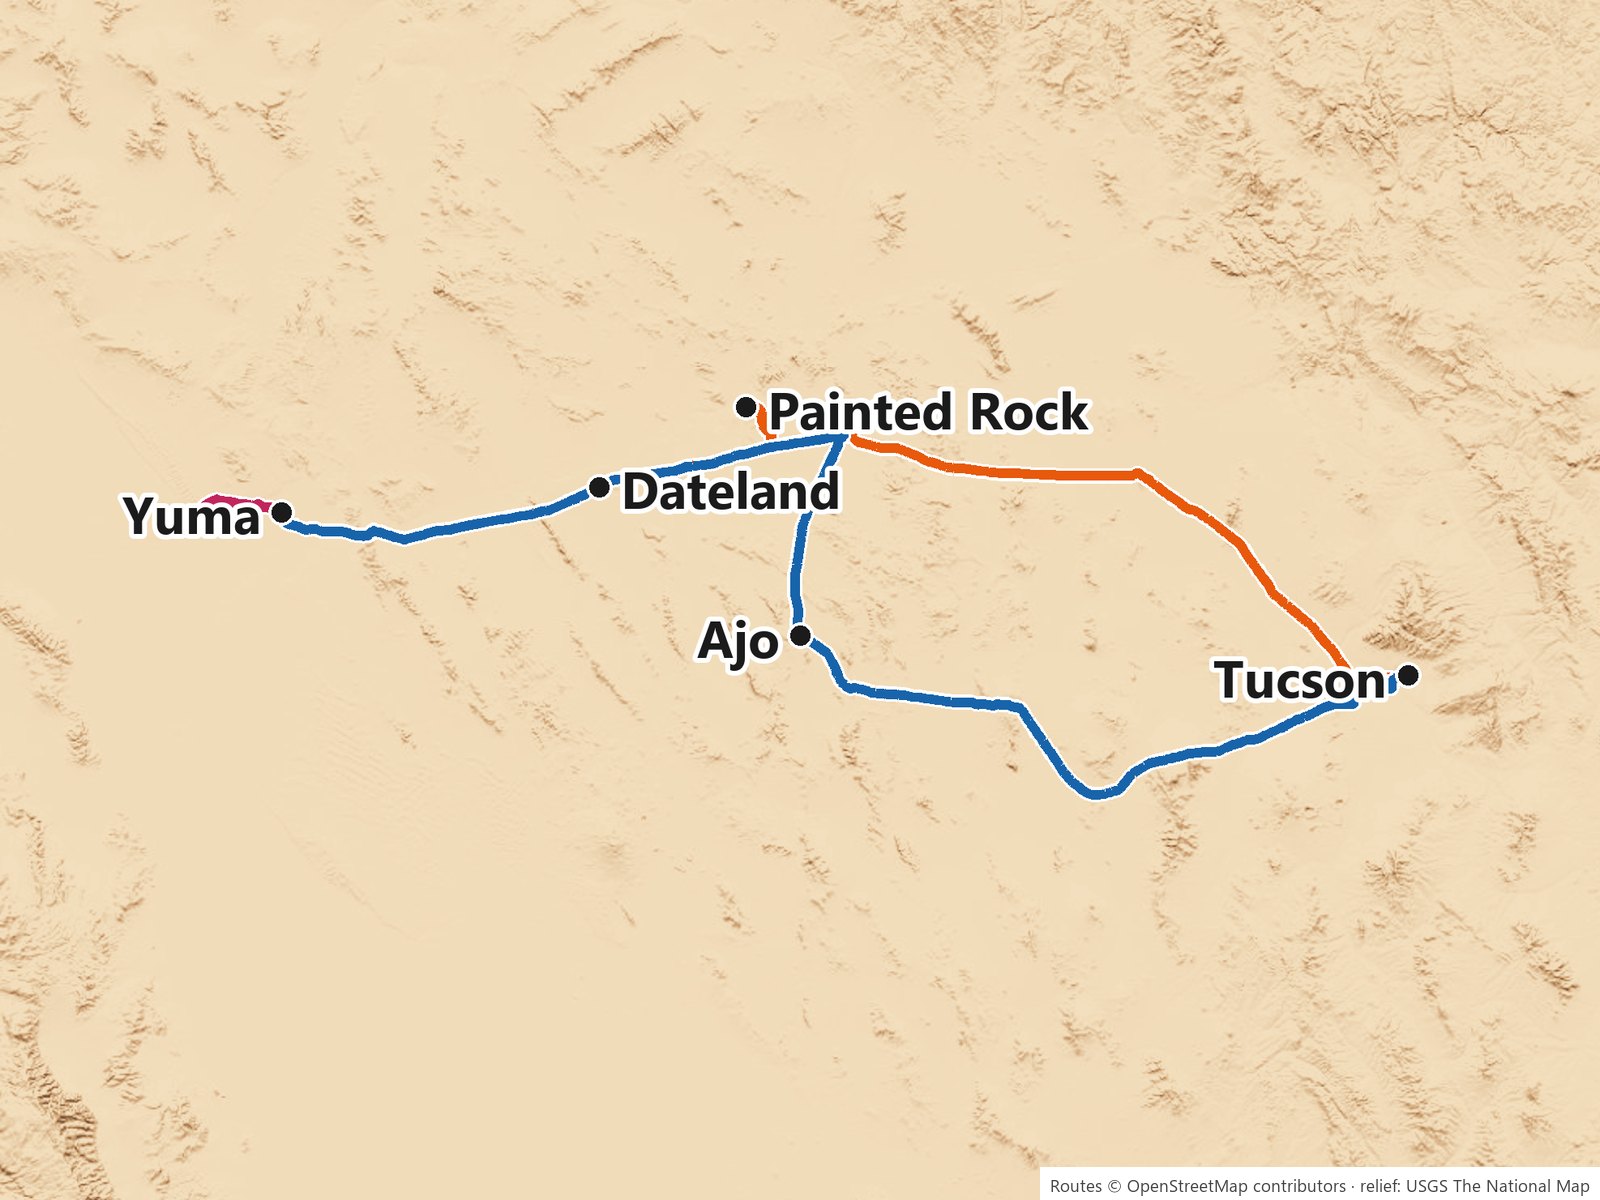 Painted Rock
Dateland
Yuma
Ajo
Tucson
Routes © OpenStreetMap contributors · relief: USGS The National Map